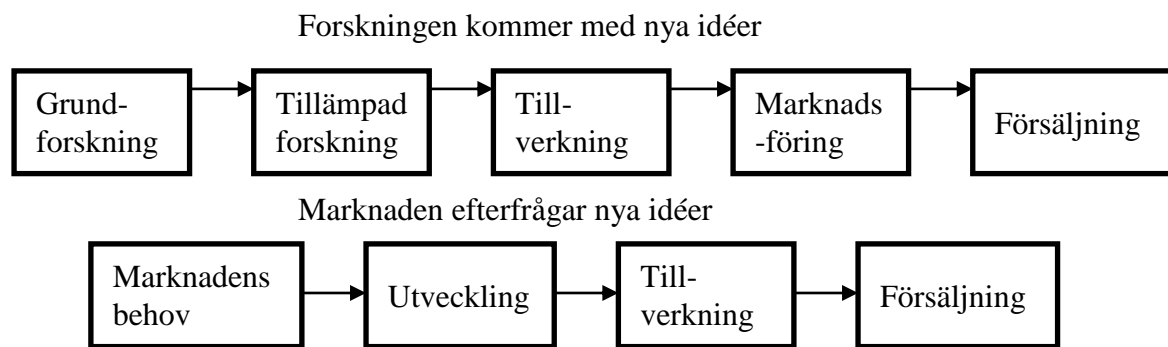 Forskningen kommer med nya idéer
Grund-
forskning
Tillämpad
forskning
Till-
verkning
Marknads
-föring
Försäljning
Marknaden efterfrågar nya idéer
Marknadens
behov
Utveckling
Till-
verkning
Försäljning